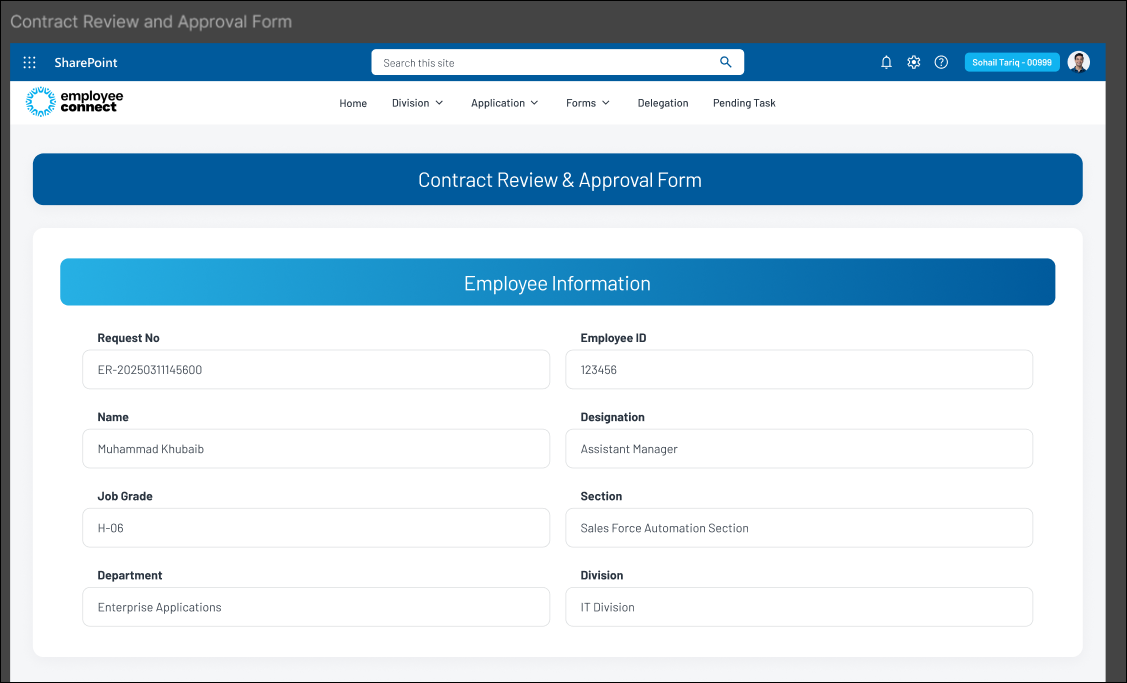 Contract Review and Approval Form
SharePoint
Search this site
Sohail Tariq - 00999
employee
connect
Home
Division
Application
Forms
Delegation
Pending Task
Contract Review & Approval Form
Employee Information
Request No
Employee ID
ER-20250311145600
123456
Name
Designation
Muhammad Khubaib
Assistant Manager
Job Grade
Section
H-06
Sales Force Automation Section
Department
Division
Enterprise Applications
IT Division